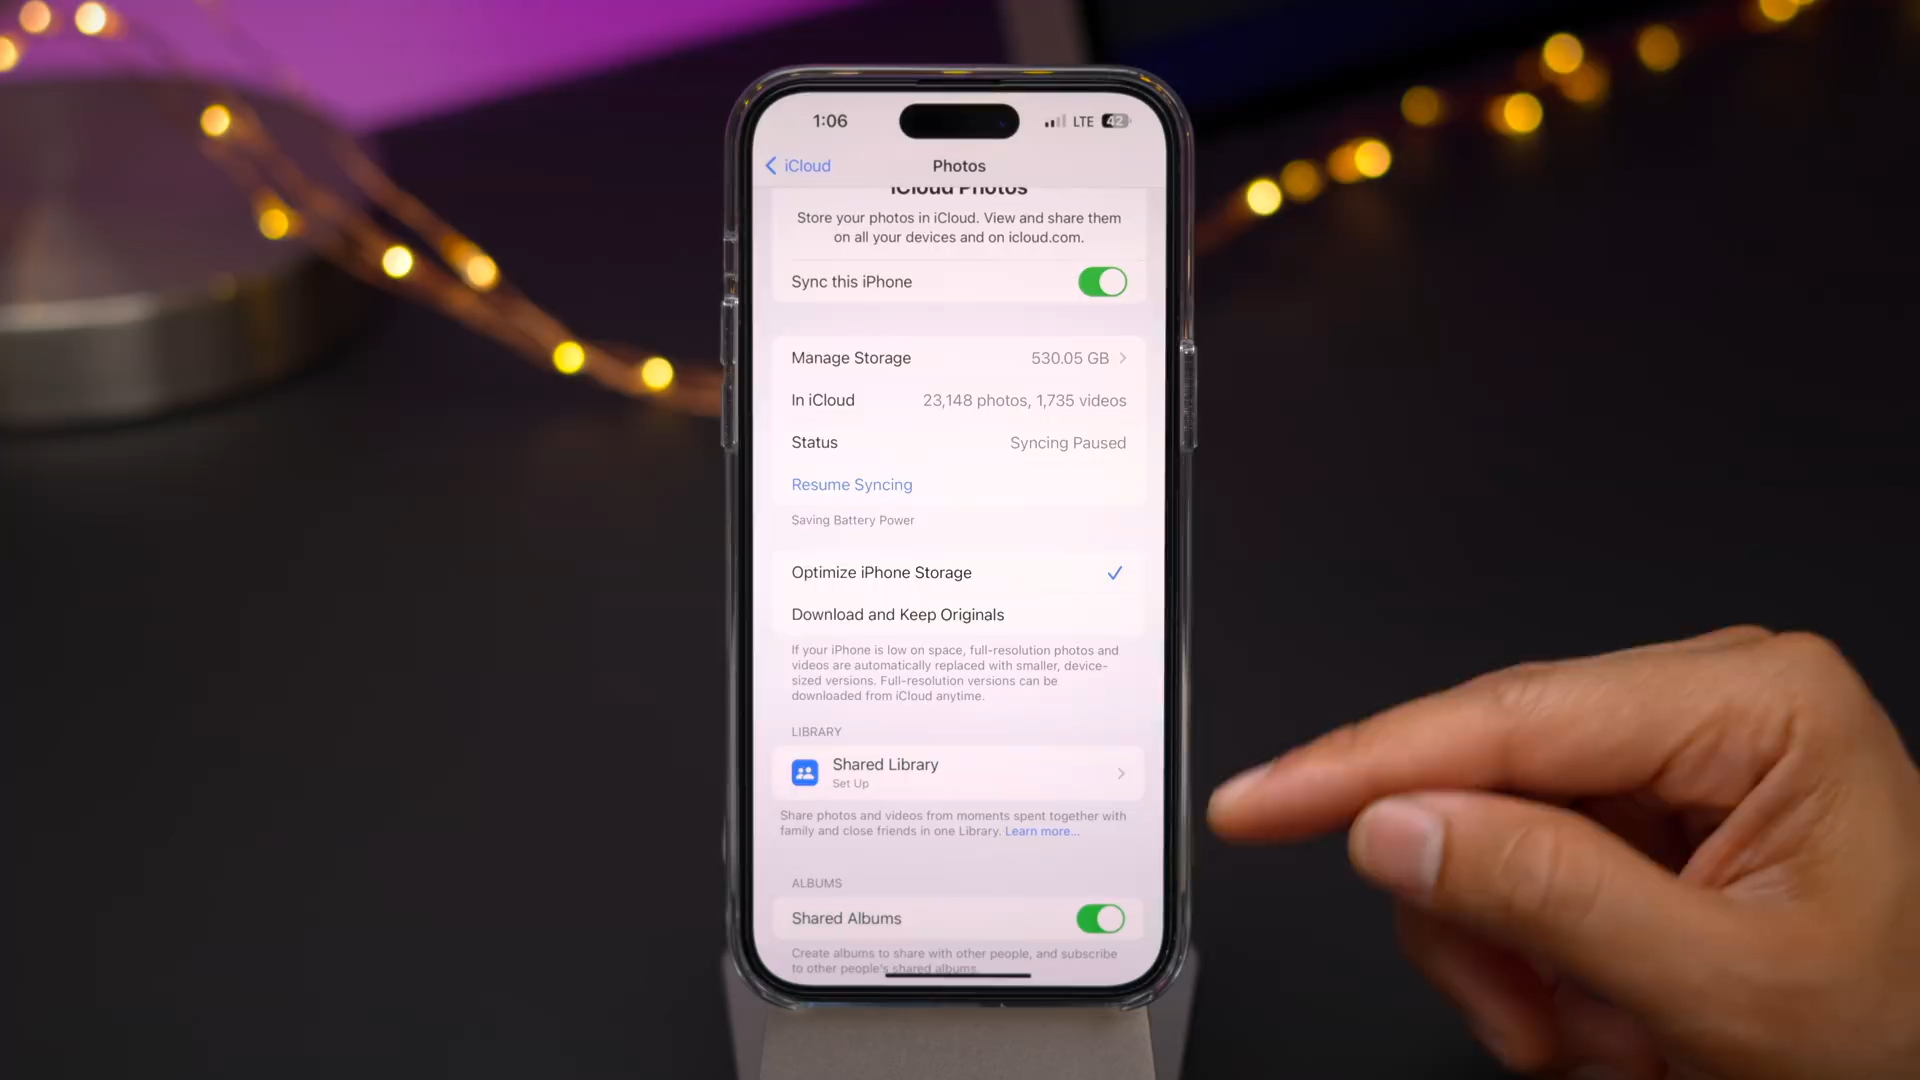 1:06
LTE 42
iCloud
Photos
iCloud Photos
Store your photos in iCloud. View and share them
on all your devices and on icloud.com.
Sync this iPhone
Manage Storage 530.05 GB
In iCloud 23,148 photos, 1,735 videos
Status Syncing Paused
Resume Syncing
Saving Battery Power
Optimize iPhone Storage
Download and Keep Originals
If your iPhone is low on space, full-resolution photos and
videos are automatically replaced with smaller, device-
sized versions. Full-resolution versions can be
downloaded from iCloud anytime.
LIBRARY
Shared Library
Set Up
Share photos and videos from moments spent together with
family and close friends in one Library. Learn more...
ALBUMS
Shared Albums
Create albums to share with other people, and subscribe
to other people's shared albums.